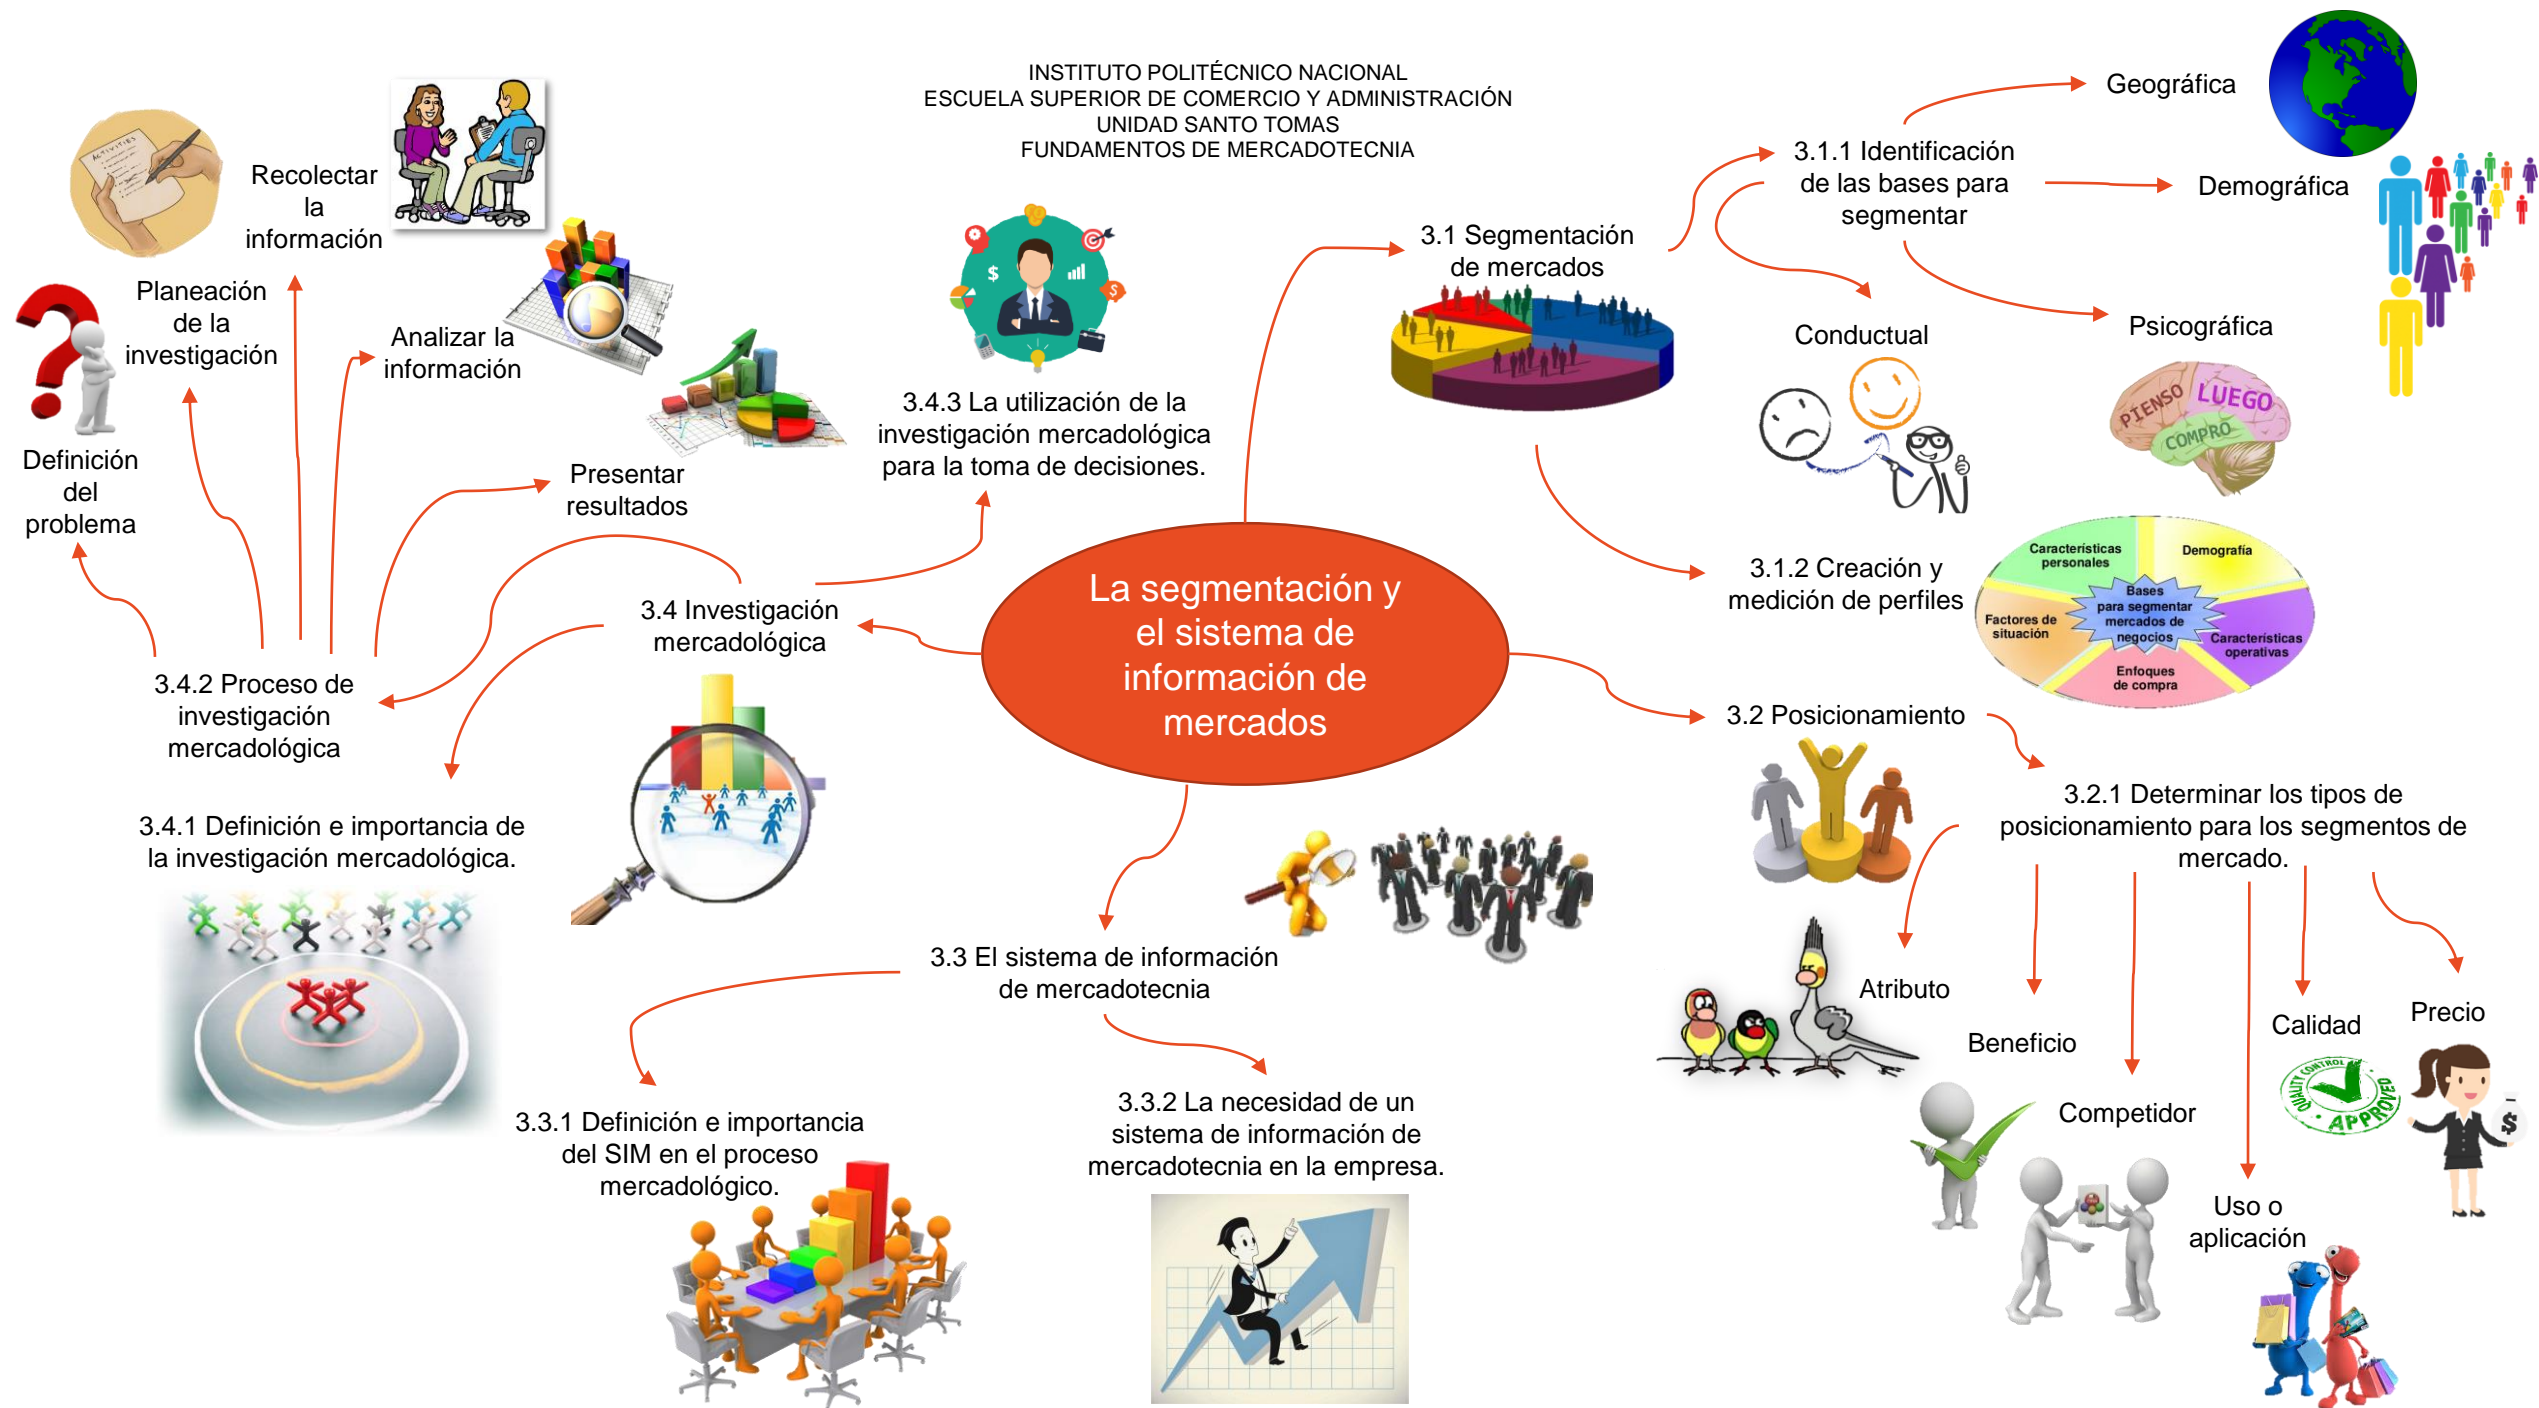 INSTITUTO POLITÉCNICO NACIONAL
ESCUELA SUPERIOR DE COMERCIO Y ADMINISTRACIÓN
UNIDAD SANTO TOMAS
FUNDAMENTOS DE MERCADOTECNIA
La segmentación y
el sistema de
información de
mercados
3.1 Segmentación
de mercados
3.1.1 Identificación
de las bases para
segmentar
Geográfica
Demográfica
Psicográfica
PIENSO
LUEGO
COMPRO
Conductual
3.1.2 Creación y
medición de perfiles
Características
personales
Demografía
Bases
para segmentar
mercados de
negocios
Factores de
situación
Características
operativas
Enfoques
de compra
3.2 Posicionamiento
3.2.1 Determinar los tipos de
posicionamiento para los segmentos de
mercado.
Atributo
Beneficio
Competidor
Uso o
aplicación
Calidad
QUALITY CONTROL
APPROVED
Precio
$
3.3 El sistema de información
de mercadotecnia
3.3.1 Definición e importancia
del SIM en el proceso
mercadológico.
3.3.2 La necesidad de un
sistema de información de
mercadotecnia en la empresa.
3.4 Investigación
mercadológica
3.4.1 Definición e importancia de
la investigación mercadológica.
3.4.2 Proceso de
investigación
mercadológica
Definición
del
problema
Planeación
de la
investigación
ACTIVITIES
Recolectar
la
información
Analizar la
información
Presentar
resultados
3.4.3 La utilización de la
investigación mercadológica
para la toma de decisiones.
$
$